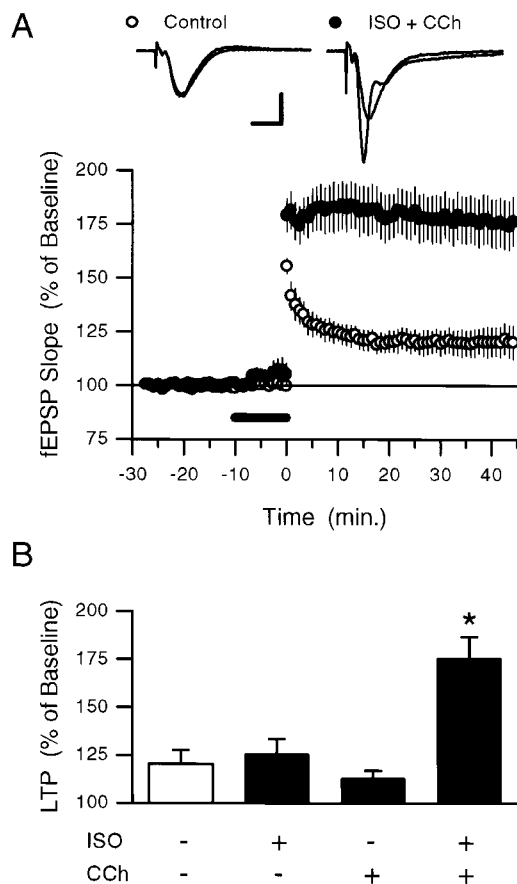 A
Control
ISO + CCh
fEPSP Slope (% of Baseline)
200
175
150
125
100
75
-30 -20 -10 0 10 20 30 40
Time (min.)
B
LTP (% of Baseline)
200
175
150
125
100
*
ISO - + - +
CCh - - + +